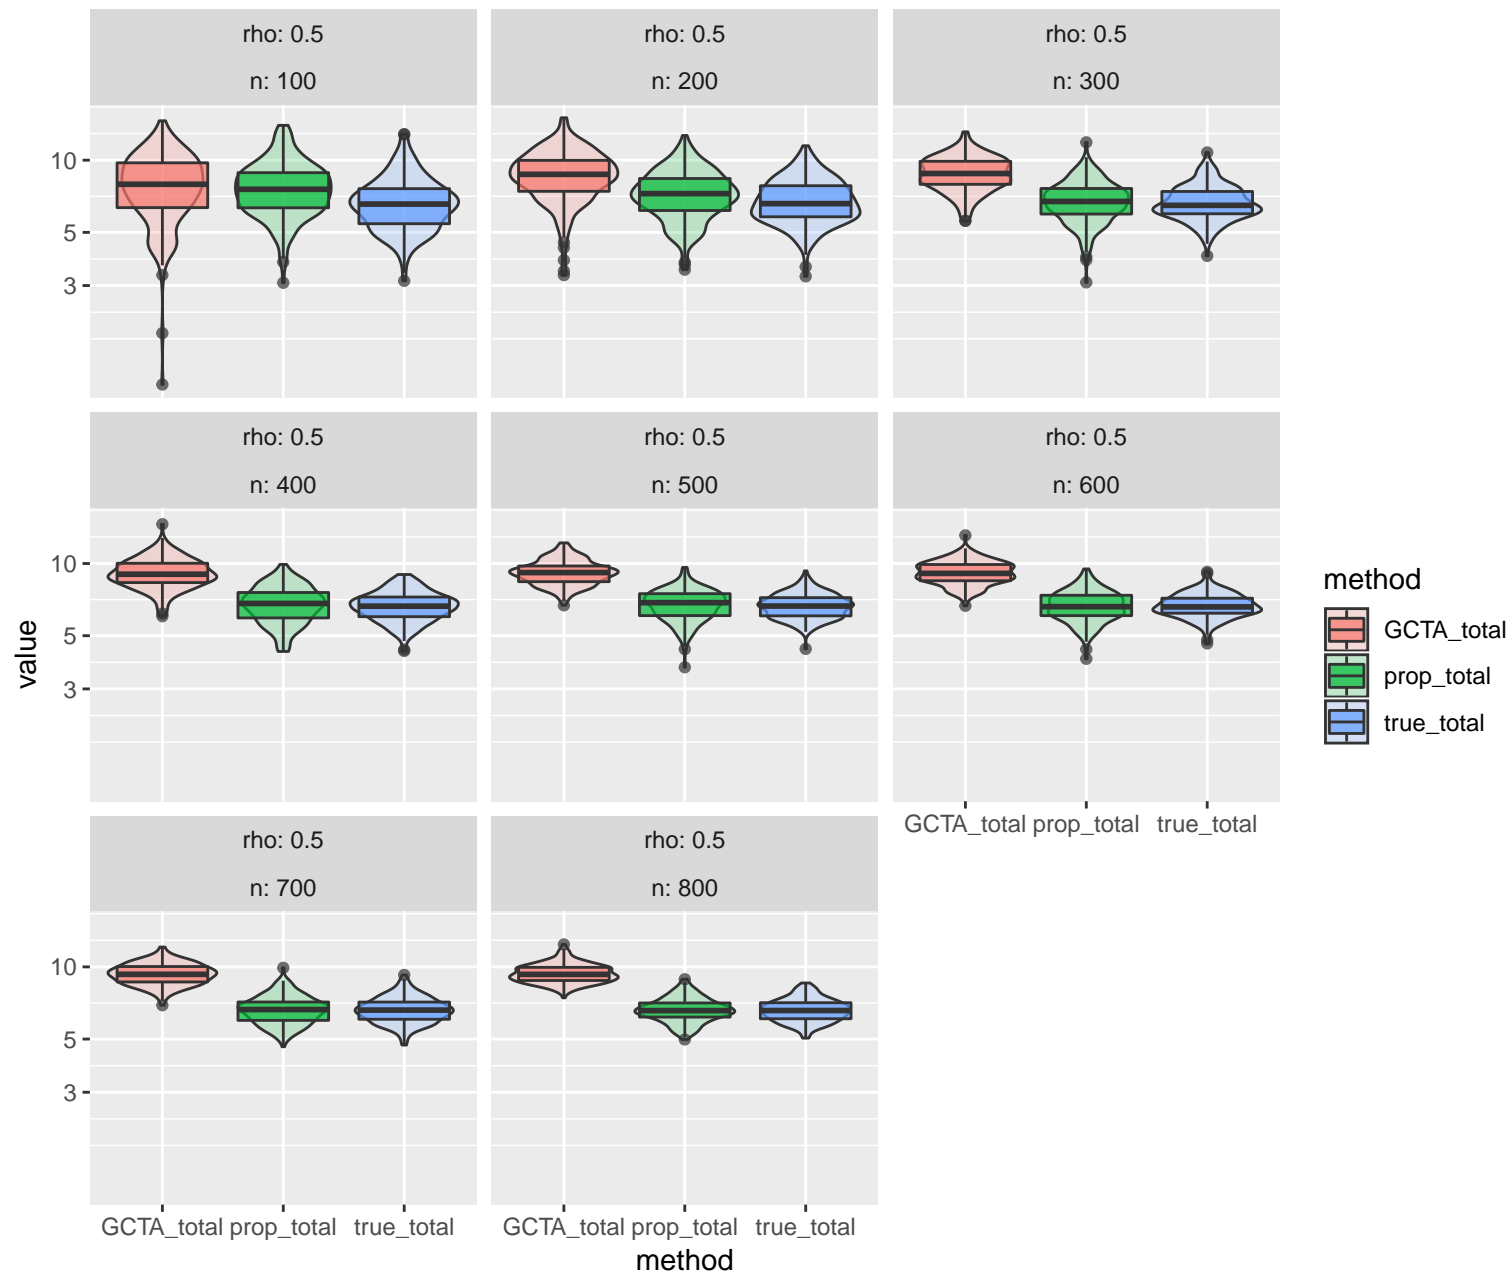 rho: 0.5
n: 100
rho: 0.5
n: 200
rho: 0.5
n: 300
10
5
3
rho: 0.5
n: 400
rho: 0.5
n: 500
rho: 0.5
n: 600
10
5
3
GCTA_total prop_total true_total
rho: 0.5
n: 700
rho: 0.5
n: 800
10
5
3
GCTA_total prop_total true_total
GCTA_total prop_total true_total
method
value
method
GCTA_total
prop_total
true_total